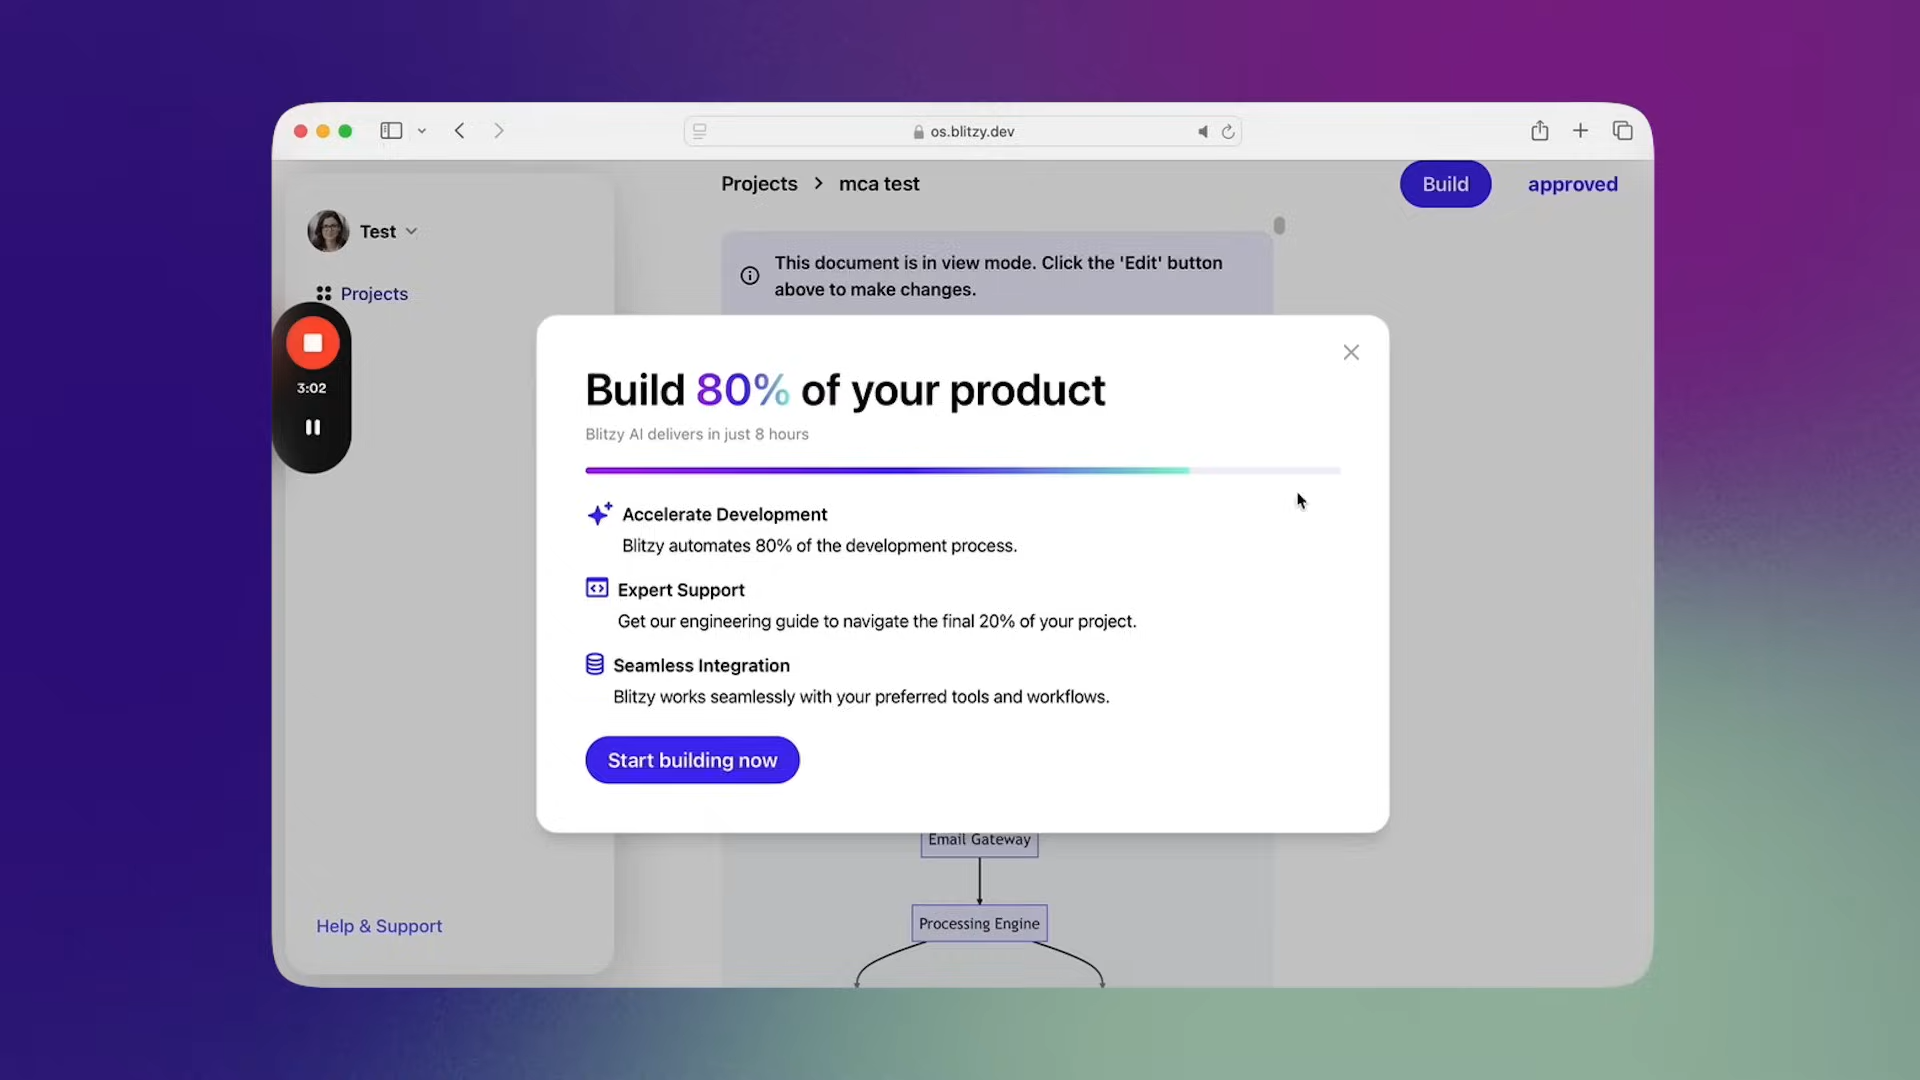 os.blitzy.dev
Projects > mca test
Build
approved
Test
Projects
This document is in view mode. Click the 'Edit' button
above to make changes.
3:02
Build 80% of your product
Blitzy AI delivers in just 8 hours
Accelerate Development
Blitzy automates 80% of the development process.
Expert Support
Get our engineering guide to navigate the final 20% of your project.
Seamless Integration
Blitzy works seamlessly with your preferred tools and workflows.
Start building now
Email Gateway
Processing Engine
Help & Support